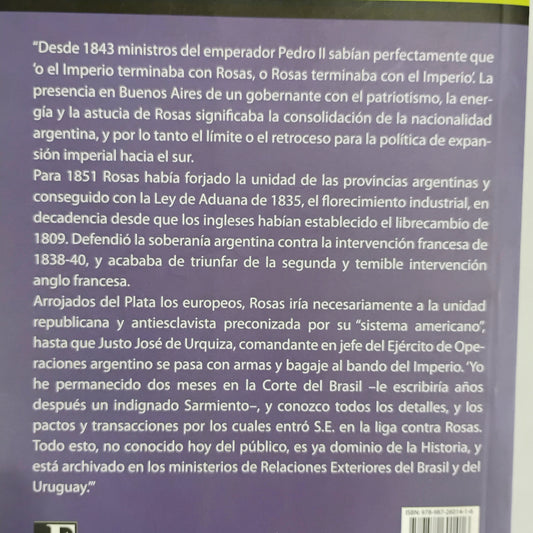 “Desde 1843 ministros del emperador Pedro II sabían perfectamente que
‘o el Imperio terminaba con Rosas, o Rosas terminaba con el Imperio’. La
presencia en Buenos Aires de un gobernante con el patriotismo, la ener-
gía y la astucia de Rosas significaba la consolidación de la nacionalidad
argentina, y por lo tanto el límite o el retroceso para la política de expan-
sión imperial hacia el sur.
Para 1851 Rosas había forjado la unidad de las provincias argentinas y
conseguido con la Ley de Aduana de 1835, el florecimiento industrial, en
decadencia desde que los ingleses habían establecido el librecambio de
1809. Defendió la soberanía argentina contra la intervención francesa de
1838-40, y acababa de triunfar de la segunda y temible intervención
anglo francesa.
Arrojados del Plata los europeos, Rosas iría necesariamente a la unidad
republicana y antiesclavista preconizada por su “sistema americano”,
hasta que Justo José de Urquiza, comandante en jefe del Ejército de Ope-
raciones argentino se pasa con armas y bagaje al bando del Imperio. ‘Yo
he permanecido dos meses en la Corte del Brasil –le escribiría años
después un indignado Sarmiento–, y conozco todos los detalles, y los
pactos y transacciones por los cuales entró S.E. en la liga contra Rosas.
Todo esto, no conocido hoy del público, es ya dominio de la Historia, y
está archivado en los ministerios de Relaciones Exteriores del Brasil y del
Uruguay.’”
ISBN: 978-987-26014-1-6